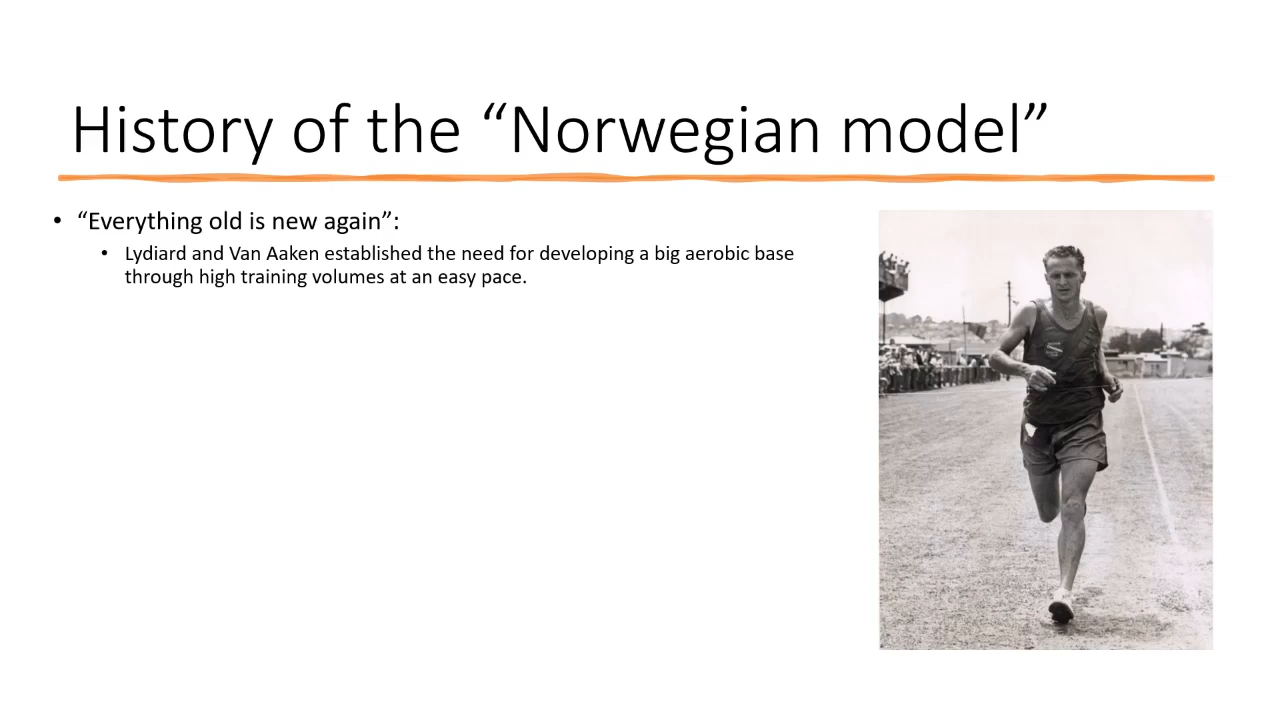 History of the “Norwegian model”
• “Everything old is new again”:
• Lydiard and Van Aaken established the need for developing a big aerobic base
through high training volumes at an easy pace.